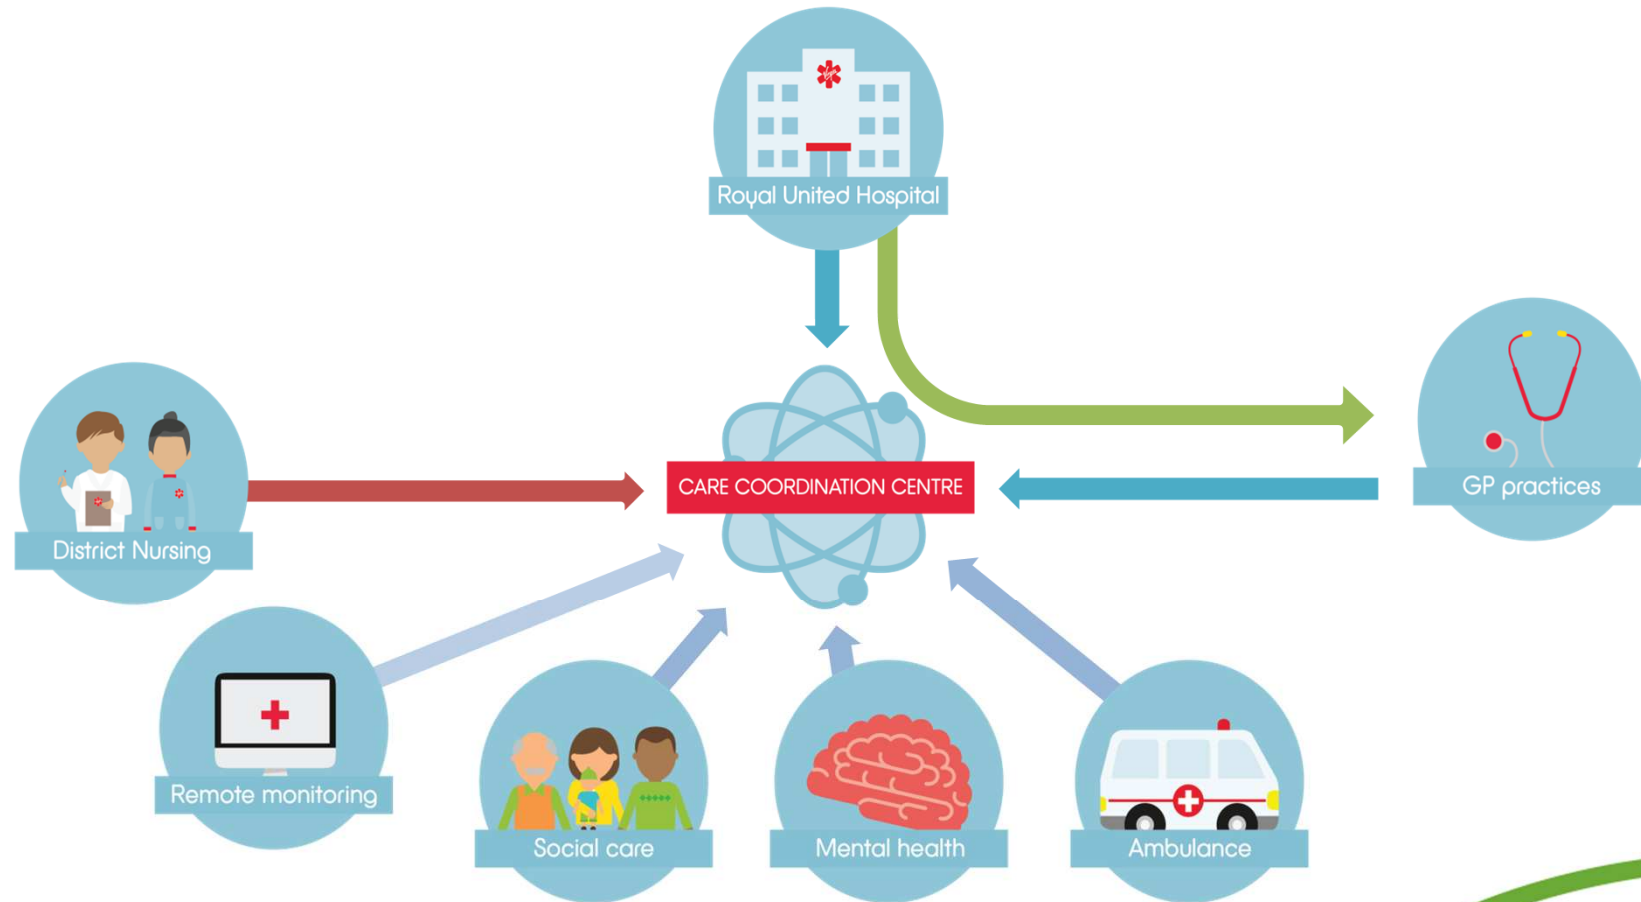 Royal United Hospital
CARE COORDINATION CENTRE
GP practices
District Nursing
Remote monitoring
Social care
Mental health
Ambulance